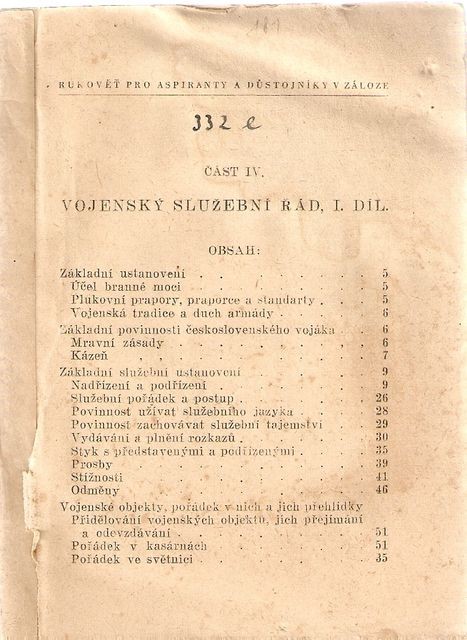 181
RUKOVĚŤ PRO ASPIRANTY A DŮSTOJNÍKY V ZÁLOZE
332 e
ČÁST IV.
VOJENSKÝ SLUŽEBNÍ ŘÁD, I. DÍL.
OBSAH:
Základní ustanovení . . . . . . . 5
Účel branné moci . . . . . . . 5
Plukovní prapory, praporce a standarty . . . 5
Vojenská tradice a duch armády . . . . 6
Základní povinnosti československého vojáka . . 6
Mravní zásady . . . . . . . . 6
Kázeň , . . . . . . . . 7
Základní služební ustanovení . . . . . 9
Nadřízení a podřízení . . . . . . 9
Služební pořádek a postup . . . . . 26
Povinnost užívat služebního jazyka . . . . 28
Povinnost zachovávat služební tajemství . . . 29
Vydávání a plnění rozkazů . . . . . 30
Styk s představenými a podřízenými . . . . 35
Prosby . . . . . . . . . 39
Stížnosti . . . . . . . . . 41
Odměny . . . . . . . . . 46
Vojenské objekty, pořádek v nich a jich přehlídky
Přidělování vojenských objektů, jich přejímání
a odevzdávání . . . . . . . . 51
Pořádek v kasárnách . . . . . . 51
Pořádek ve světnici . . . . . . . 35